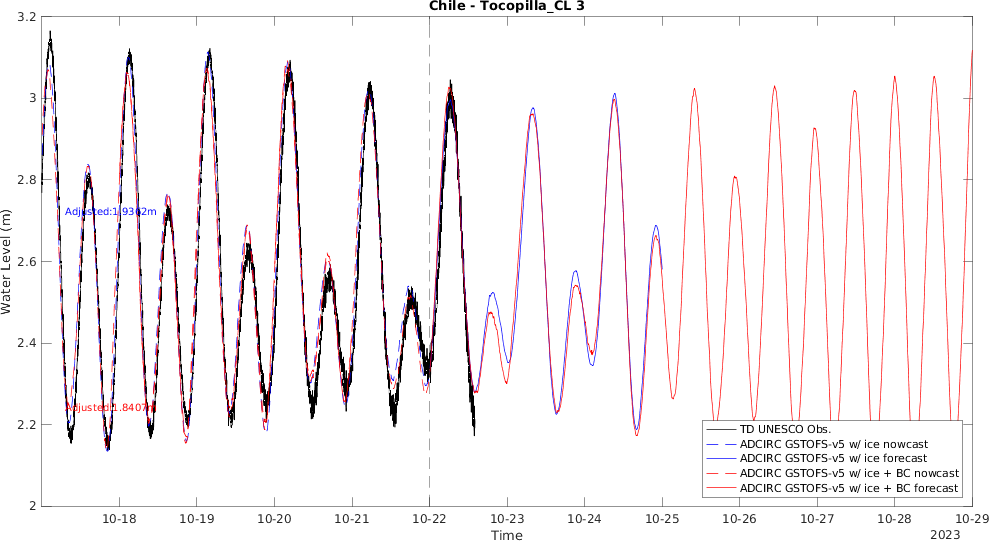 Chile - Tocopilla_CL 3
3.2
3
2.8
2.6
2.4
2.2
2
Water Level (m)
Adjusted:1.9362m
Adjusted:1.8407m
TD UNESCO Obs.
ADCIRC GSTOFS-v5 w/ ice nowcast
ADCIRC GSTOFS-v5 w/ ice forecast
ADCIRC GSTOFS-v5 w/ ice + BC nowcast
ADCIRC GSTOFS-v5 w/ ice + BC forecast
10-18 10-19 10-20 10-21 10-22 10-23 10-24 10-25 10-26 10-27 10-28 10-29
Time
2023